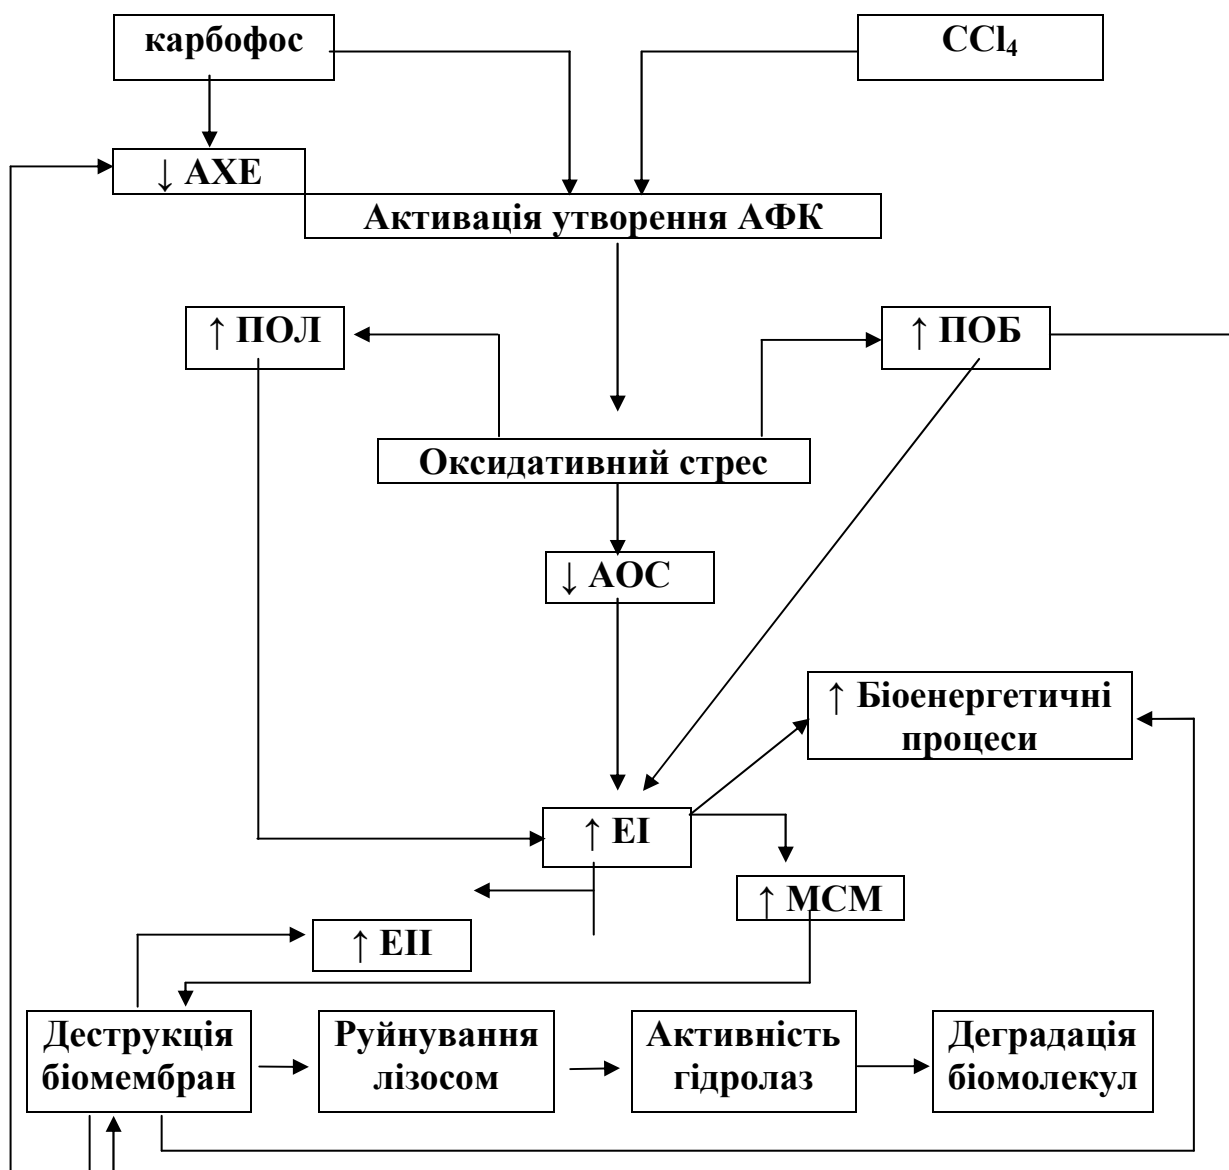 карбофос
CCl₄
↓ АХЕ
Активація утворення АФК
↑ ПОЛ
↑ ПОБ
Оксидативний стрес
↓ АОС
↑ Біоенергетичні
процеси
↑ ЕІ
↑ МСМ
↑ ЕІІ
Деструкція
біомембран
Руйнування
лізосом
Активність
гідролаз
Деградація
біомолекул